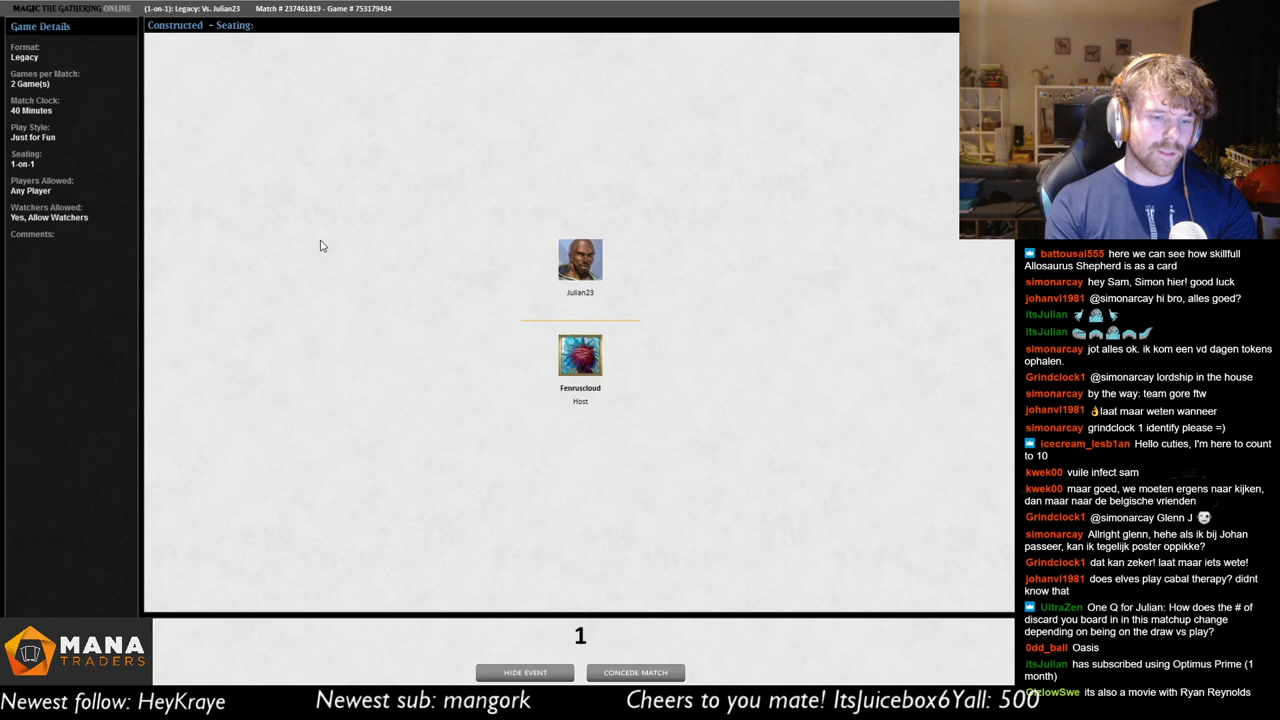 MAGIC THE GATHERING ONLINE (1-on-1): Legacy: Vs. Julian23 Match # 237461819 - Game # 753179434
Game Details
Constructed - Seating:
Format:
Legacy
Games per Match:
2 Game(s)
Match Clock:
40 Minutes
Play Style:
Just for Fun
Seating:
1-on-1
Players Allowed:
Any Player
Watchers Allowed:
Yes, Allow Watchers
Comments:
Julian23
Fenruscloud
Host
1
HIDE EVENT
CONCEDE MATCH
battousai555 here we can see how skillfull
Allosaurus Shepherd is as a card
simonarcay hey Sam, Simon hier! good luck
johanvl1981 @simonarcay hi bro, alles goed?
itsJulian
itsJulian
simonarcay jot alles ok. ik kom een vd dagen tokens
ophalen.
Grindclock1 @simonarcay lordship in the house
simonarcay by the way: team gore ftw
johanvl1981 laat maar weten wanneer
simonarcay grindclock 1 identify please =)
icecream_lesb1an Hello cuties, I'm here to count
to 10
kwek00 vuile infect sam
kwek00 maar goed, we moeten ergens naar kijken,
dan maar naar de belgische vrienden
Grindclock1 @simonarcay Glenn J
simonarcay Allright glenn, hehe als ik bij Johan
passeer, kan ik tegelijk poster oppikke?
Grindclock1 dat kan zeker! laat maar iets wete!
johanvl1981 does elves play cabal therapy? didnt
know that
UltraZen One Q for Julian: How does the # of
discard you board in in this matchup change
depending on being on the draw vs play?
0dd_ball Oasis
itsJulian has subscribed using Optimus Prime (1
month)
GizlowSwe its also a movie with Ryan Reynolds
MANA
TRADERS
Newest follow: HeyKraye Newest sub: mangork Cheers to you mate! ItsJuicebox6Yall: 500